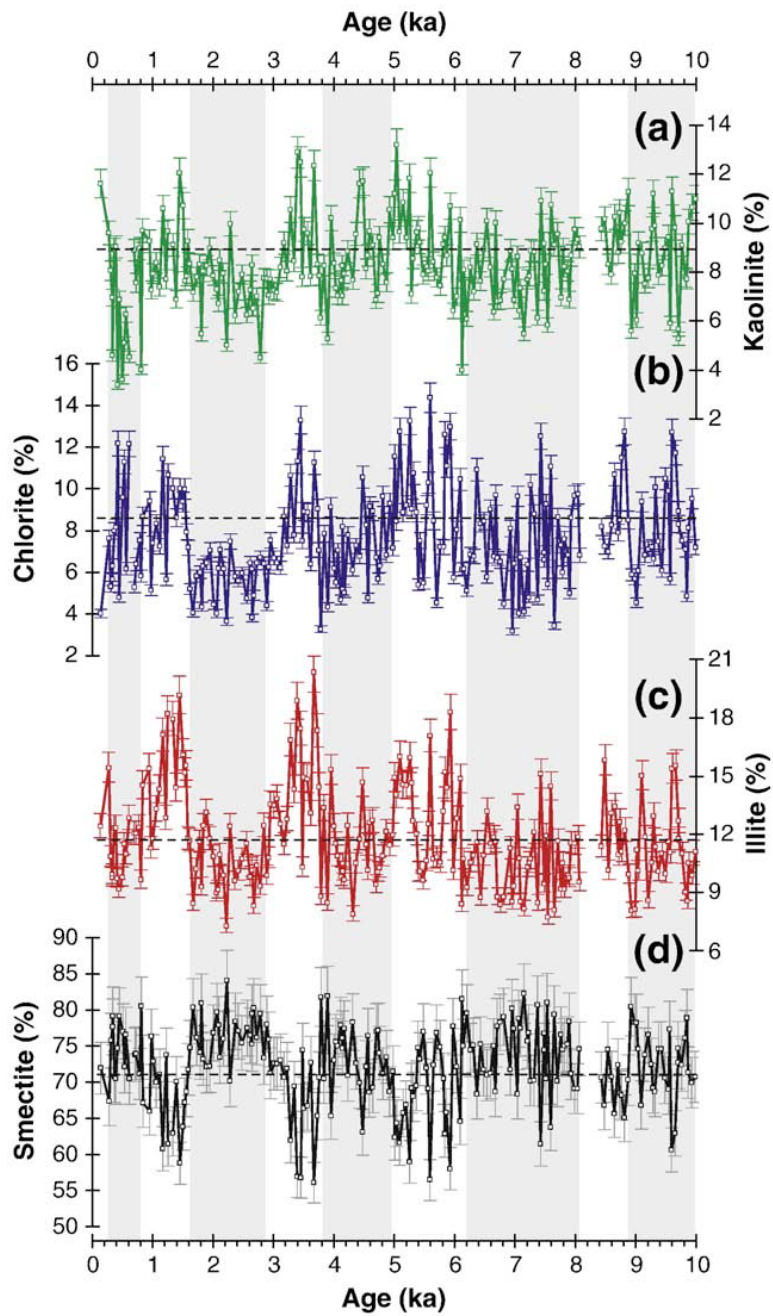 Age (ka)
0 1 2 3 4 5 6 7 8 9 10
(a)
14
12
10
8
6
4
2
Kaolinite (%)
(b)
16
14
12
10
8
6
4
2
Chlorite (%)
(c)
21
18
15
12
9
6
Illite (%)
(d)
90
85
80
75
70
65
60
55
50
Smectite (%)
0 1 2 3 4 5 6 7 8 9 10
Age (ka)